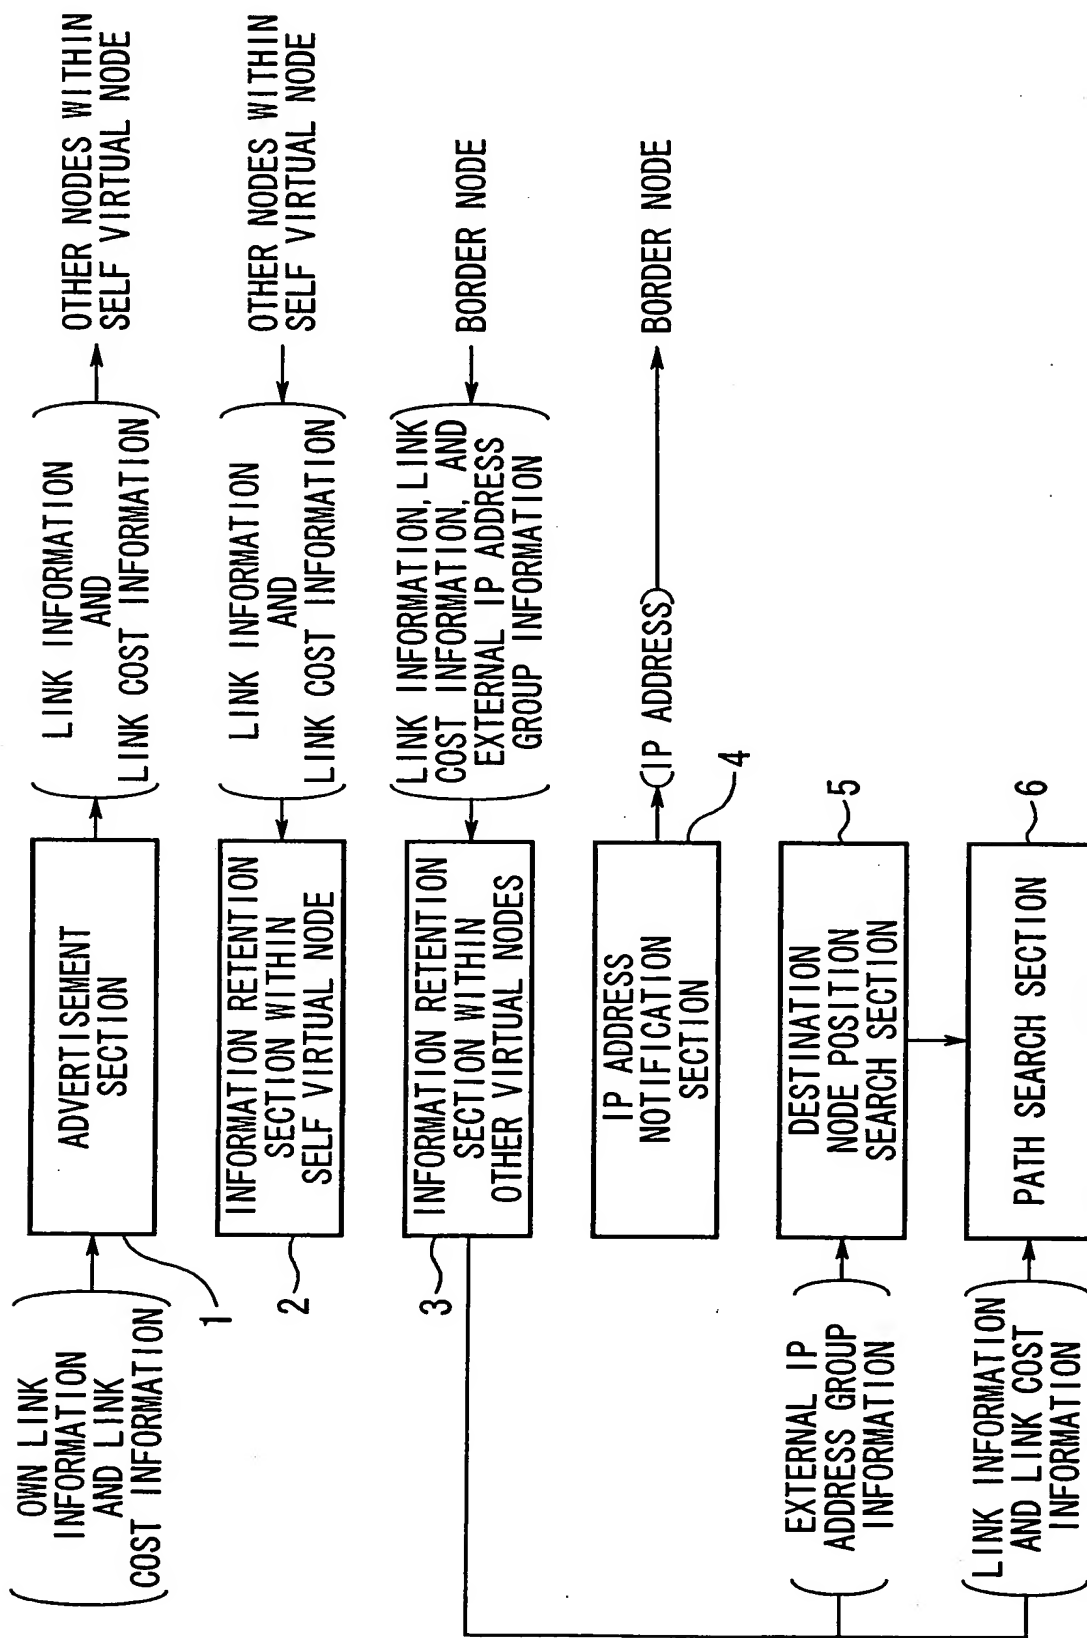 OWN LINK
INFORMATION
AND LINK
COST INFORMATION
1
ADVERTISEMENT
SECTION
LINK INFORMATION
AND
LINK COST INFORMATION
OTHER NODES WITHIN
SELF VIRTUAL NODE
2
INFORMATION RETENTION
SECTION WITHIN
SELF VIRTUAL NODE
LINK INFORMATION
AND
LINK COST INFORMATION
OTHER NODES WITHIN
SELF VIRTUAL NODE
3
INFORMATION RETENTION
SECTION WITHIN
OTHER VIRTUAL NODES
LINK INFORMATION, LINK
COST INFORMATION, AND
EXTERNAL IP ADDRESS
GROUP INFORMATION
BORDER NODE
IP ADDRESS
NOTIFICATION
SECTION
4
(IP ADDRESS)
BORDER NODE
EXTERNAL IP
ADDRESS GROUP
INFORMATION
DESTINATION
NODE POSITION
SEARCH SECTION
5
LINK INFORMATION
AND LINK COST
INFORMATION
PATH SEARCH SECTION
6